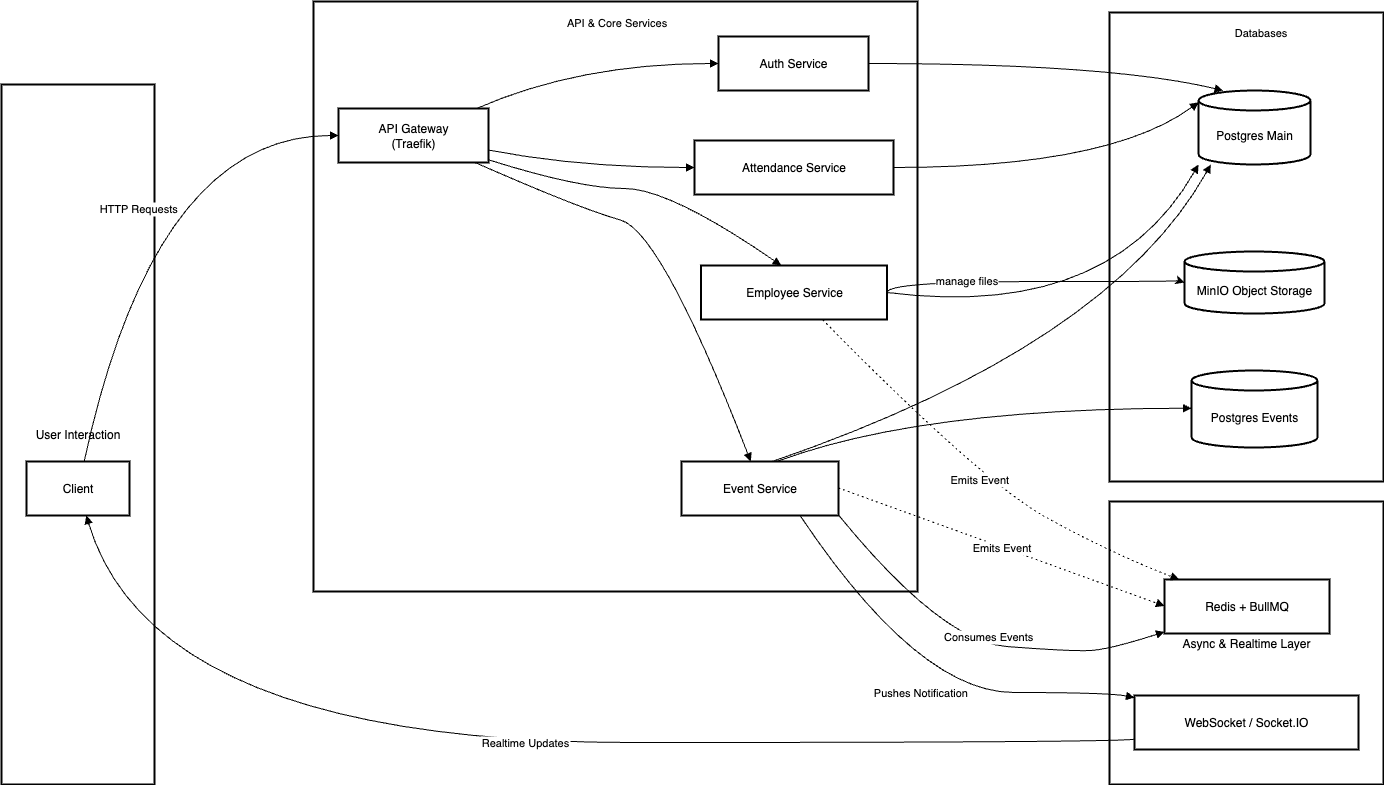 API & Core Services
Databases
Auth Service
API Gateway
(Traefik)
Postgres Main
Attendance Service
HTTP Requests
manage files
Employee Service
MinIO Object Storage
Postgres Events
User Interaction
Client
Event Service
Emits Event
Emits Event
Redis + BullMQ
Consumes Events
Async & Realtime Layer
Pushes Notification
WebSocket / Socket.IO
Realtime Updates